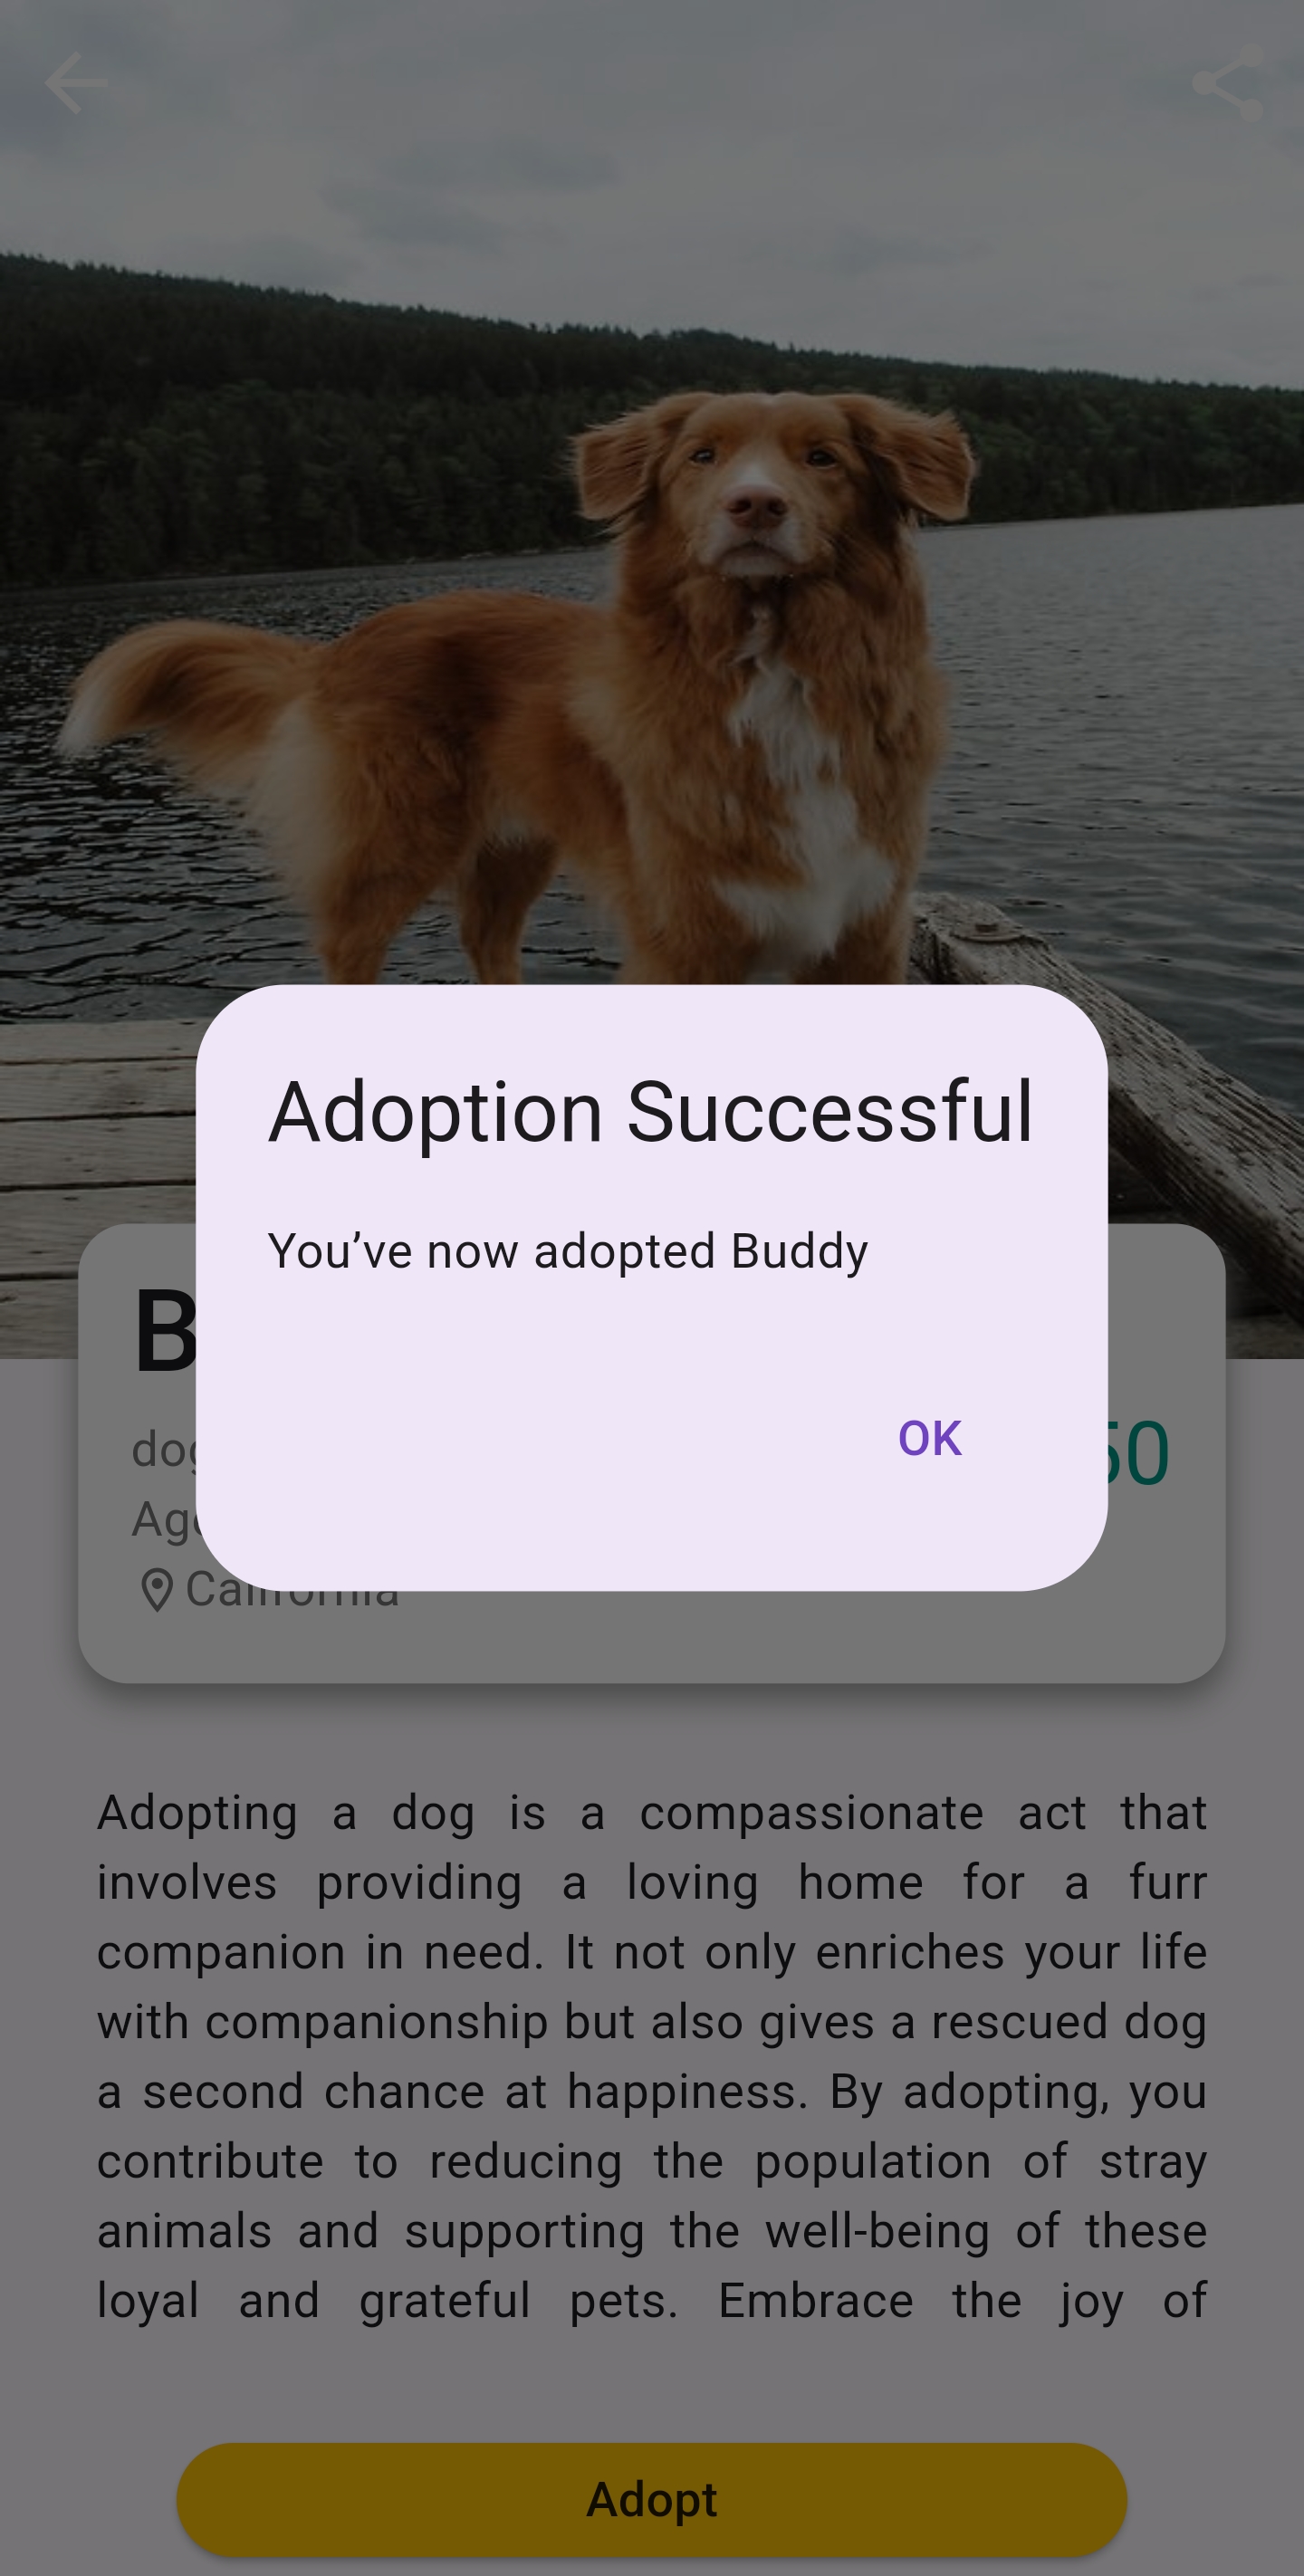 Adoption Successful
You’ve now adopted Buddy
OK
California
Adopting a dog is a compassionate act that
involves providing a loving home for a furr
companion in need. It not only enriches your life
with companionship but also gives a rescued dog
a second chance at happiness. By adopting, you
contribute to reducing the population of stray
animals and supporting the well-being of these
loyal and grateful pets. Embrace the joy of
Adopt